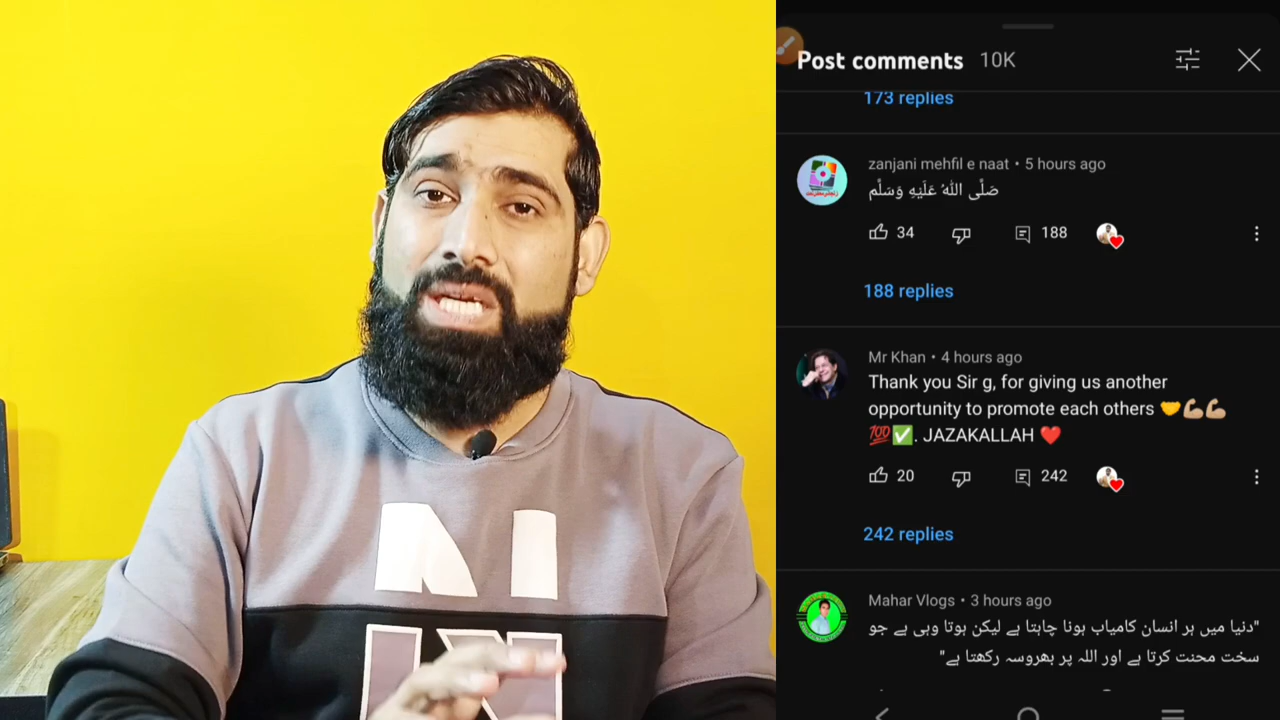 Post comments 10K
173 replies
zanjani mehfil e naat • 5 hours ago
صَلَّى اللهُ عَلَيْهِ وَسَلَّم
34
188
188 replies
Mr Khan • 4 hours ago
Thank you Sir g, for giving us another
opportunity to promote each others 🤝💪🏼💪🏼
💯✅. JAZAKALLAH ❤️
20
242
242 replies
Mahar Vlogs • 3 hours ago
"دنیا میں ہر انسان کامیاب ہونا چاہتا ہے لیکن ہوتا وہی ہے جو
سخت محنت کرتا ہے اور اللہ پر بھروسہ رکھتا ہے"